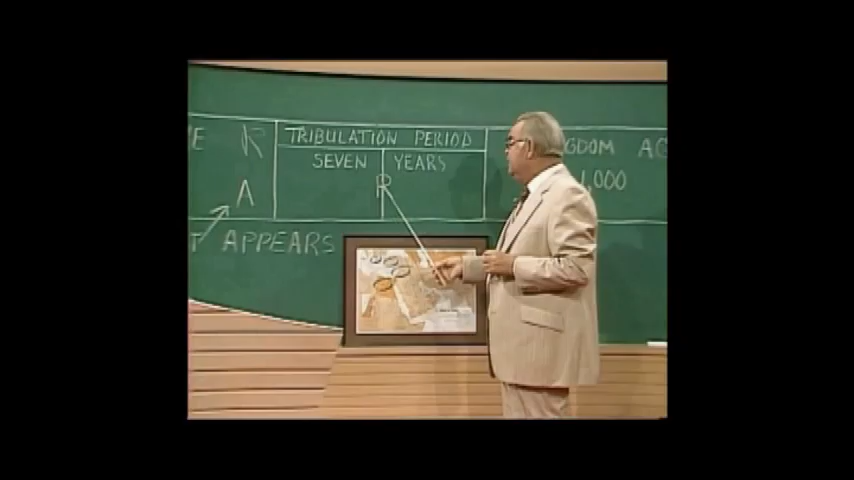 E R TRIBULATION PERIOD GDOM AG
SEVEN YEARS 1,000
A R
T APPEARS